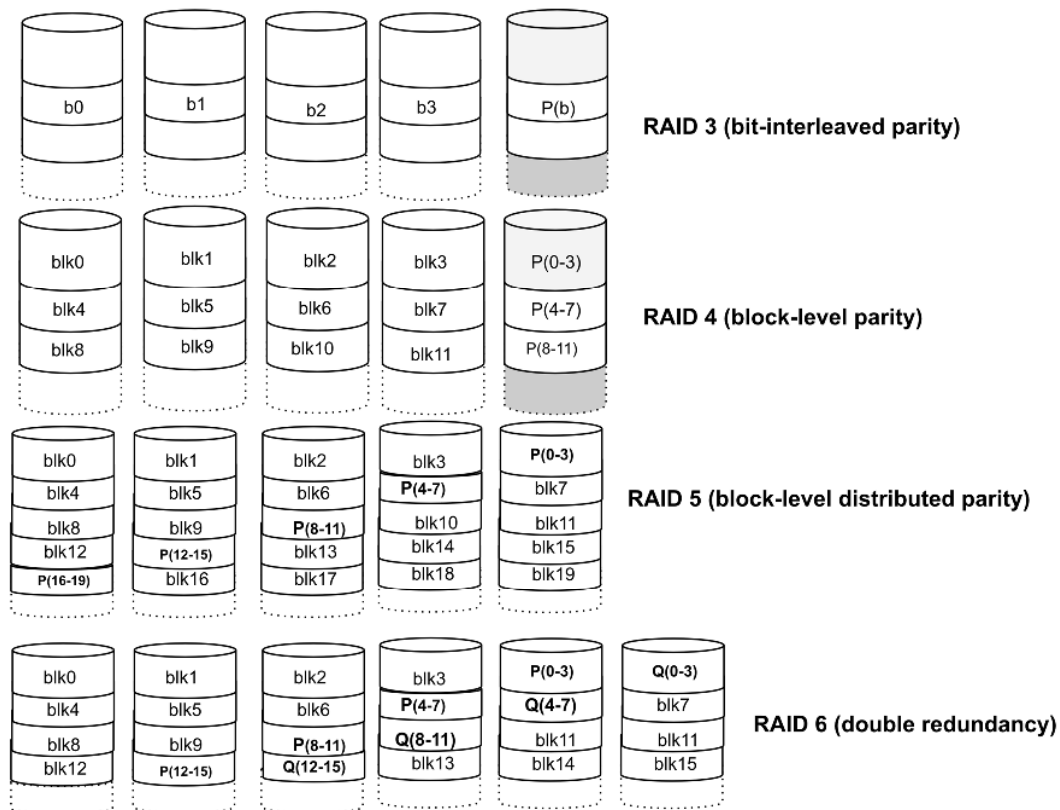 b0 b1 b2 b3 P(b)
RAID 3 (bit-interleaved parity)
blk0 blk1 blk2 blk3 P(0-3)
blk4 blk5 blk6 blk7 P(4-7)
RAID 4 (block-level parity)
blk8 blk9 blk10 blk11 P(8-11)
blk0 blk1 blk2 blk3 P(0-3)
blk4 blk5 blk6 P(4-7) blk7
RAID 5 (block-level distributed parity)
blk8 blk9 P(8-11) blk10 blk11
blk12 P(12-15) blk13 blk14 blk15
P(16-19) blk16 blk17 blk18 blk19
blk0 blk1 blk2 blk3 P(0-3) Q(0-3)
blk4 blk5 blk6 P(4-7) Q(4-7) blk7
RAID 6 (double redundancy)
blk8 blk9 P(8-11) Q(8-11) blk11 blk11
blk12 P(12-15) Q(12-15) blk13 blk14 blk15